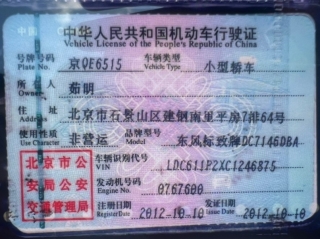 中华人民共和国机动车行驶证
Vehicle License of the People's Republic of China
号牌号码 京QE6515 车辆类型 小型轿车
Plate No. Vehicle Type
所有人 茹明
Owner
住址 北京市石景山区建钢南里平房7排64号
Address
使用性质 非营运 品牌型号 东风标致牌DC7146DBA
Use Character Model
北京市公
安局公安
交通管理局
车辆识别代号 LDC611P2XC1246875
VIN
发动机号码 0767600
Engine No.
注册日期 2012-10-10 发证日期 2012-10-10
Register Date Issue Date